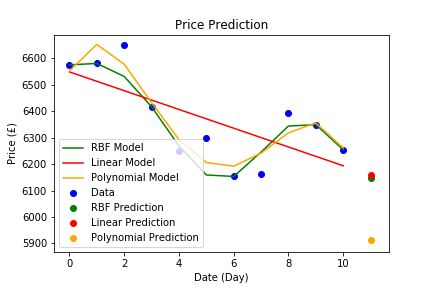 Price Prediction
Price (£)
6600
6500
6400
6300
6200
6100
6000
5900
RBF Model
Linear Model
Polynomial Model
Data
RBF Prediction
Linear Prediction
Polynomial Prediction
0 2 4 6 8 10
Date (Day)